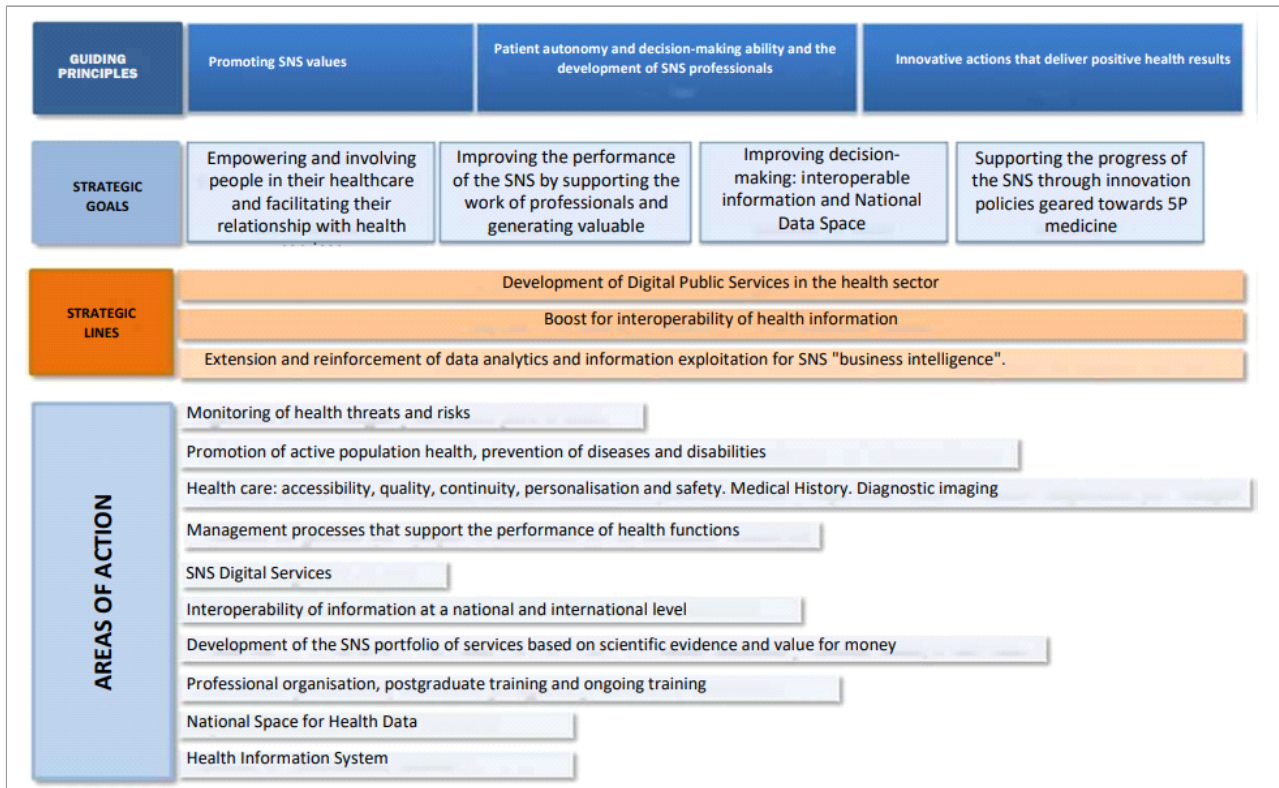 GUIDING
PRINCIPLES
Promoting SNS values
Patient autonomy and decision-making ability and the
development of SNS professionals
Innovative actions that deliver positive health results
STRATEGIC
GOALS
Empowering and involving
people in their healthcare
and facilitating their
relationship with health
Improving the performance
of the SNS by supporting the
work of professionals and
generating valuable
Improving decision-
making: interoperable
information and National
Data Space
Supporting the progress of
the SNS through innovation
policies geared towards 5P
medicine
STRATEGIC
LINES
Development of Digital Public Services in the health sector
Boost for interoperability of health information
Extension and reinforcement of data analytics and information exploitation for SNS "business intelligence".
AREAS OF ACTION
Monitoring of health threats and risks
Promotion of active population health, prevention of diseases and disabilities
Health care: accessibility, quality, continuity, personalisation and safety. Medical History. Diagnostic imaging
Management processes that support the performance of health functions
SNS Digital Services
Interoperability of information at a national and international level
Development of the SNS portfolio of services based on scientific evidence and value for money
Professional organisation, postgraduate training and ongoing training
National Space for Health Data
Health Information System